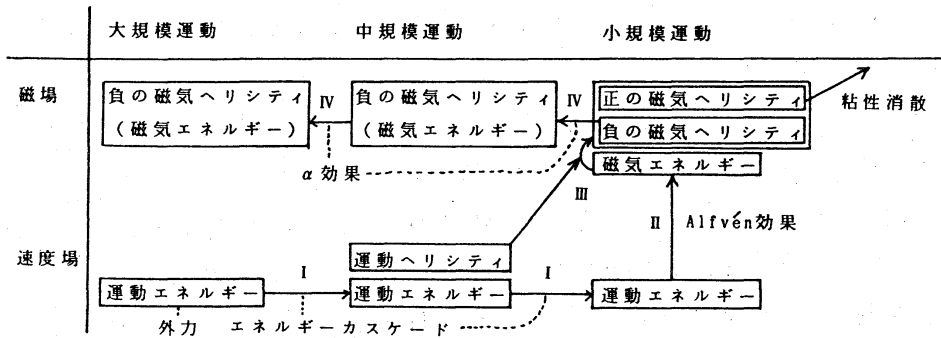 大規模運動 中規模運動 小規模運動
磁場
負の磁気ヘリシティ
(磁気エネルギー)
IV
負の磁気ヘリシティ
(磁気エネルギー)
IV
正の磁気ヘリシティ
負の磁気ヘリシティ
磁気エネルギー
粘性消散
α効果
III
II Alfvén効果
速度場
運動ヘリシティ
運動エネルギー
I
運動エネルギー
I
運動エネルギー
外力 エネルギーカスケード